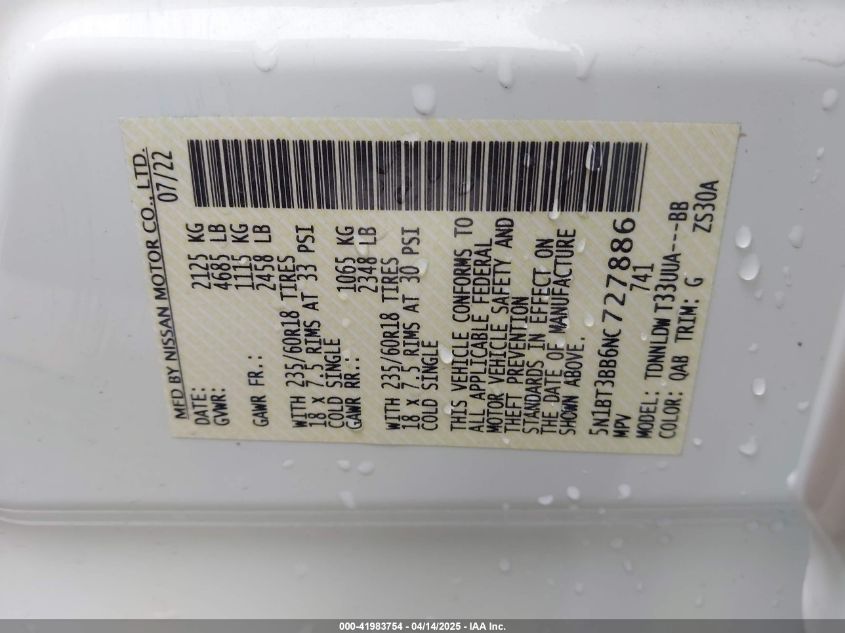 MFD BY NISSAN MOTOR CO., LTD.
DATE: 07/22
GVWR: 2125 KG
4685 LB
1115 KG
GAWR FR.: 2458 LB
WITH 235/60R18 TIRES
18 X 7.5 RIMS AT 33 PSI
COLD SINGLE
GAWR RR.: 1065 KG
2348 LB
WITH 235/60R18 TIRES
18 X 7.5 RIMS AT 30 PSI
COLD SINGLE
THIS VEHICLE CONFORMS TO
ALL APPLICABLE FEDERAL
MOTOR VEHICLE SAFETY AND
THEFT PREVENTION
STANDARDS IN EFFECT ON
THE DATE OF MANUFACTURE
SHOWN ABOVE.
5N1BT3BB6NC727886
MPV 741
MODEL: TDNNLDW T33UUA---BB
COLOR: QAB TRIM: G ZS30A
000-41983754 - 04/14/2025 - IAA Inc.